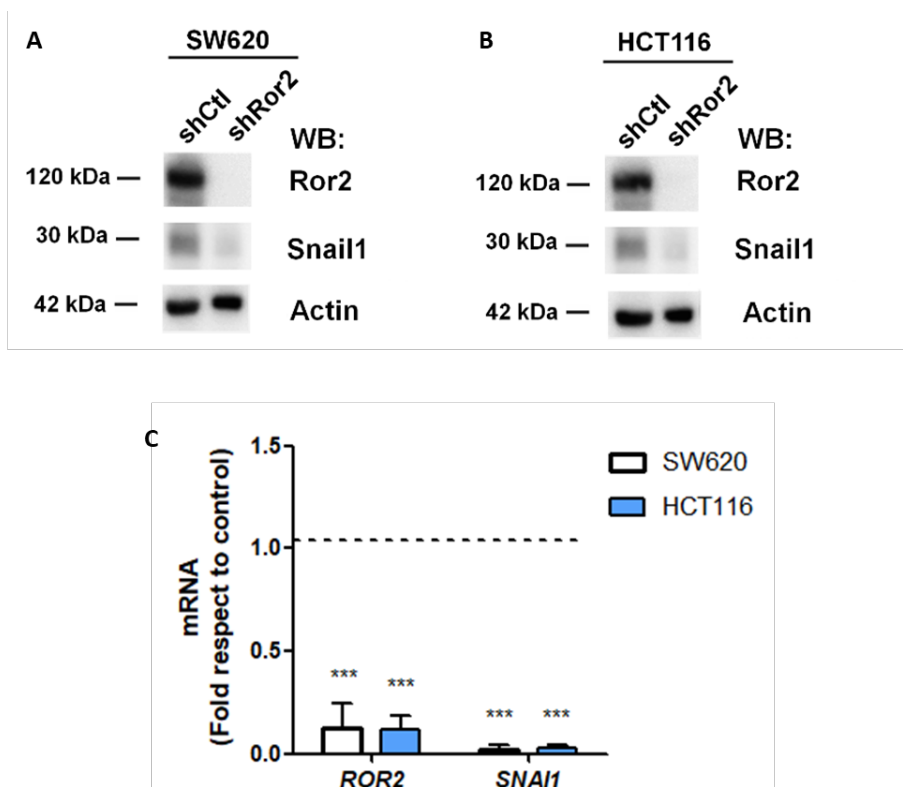 A
SW620
shCtl
shRor2
WB:
120 kDa
Ror2
30 kDa
Snail1
42 kDa
Actin
B
HCT116
shCtl
shRor2
WB:
120 kDa
Ror2
30 kDa
Snail1
42 kDa
Actin
C
mRNA
(Fold respect to control)
1.5
1.0
0.5
0.0
SW620
HCT116
*** *** *** ***
ROR2 SNAI1